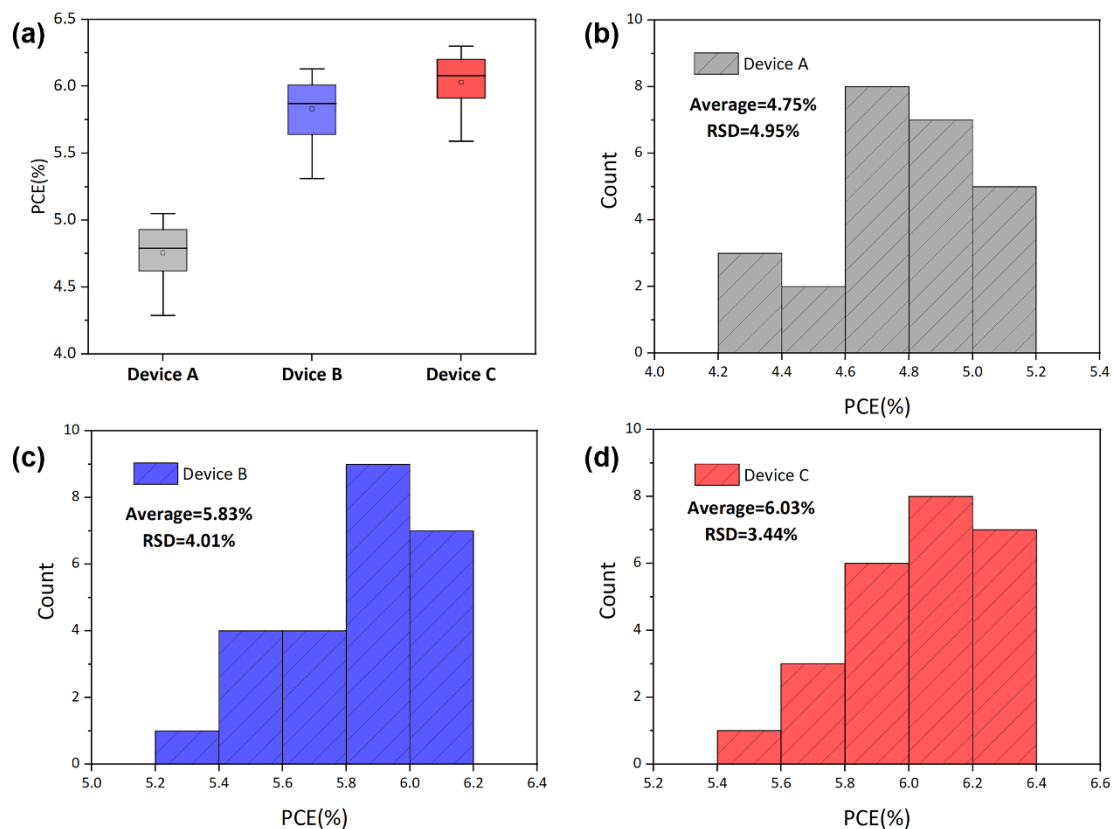 (a)
6.5
6.0
5.5
5.0
4.5
4.0
PCE(%)
Device A
Dvice B
Device C
(b)
10
8
6
4
2
0
Count
Device A
Average=4.75%
RSD=4.95%
4.0 4.2 4.4 4.6 4.8 5.0 5.2 5.4
PCE(%)
(c)
10
8
6
4
2
0
Count
Device B
Average=5.83%
RSD=4.01%
5.0 5.2 5.4 5.6 5.8 6.0 6.2 6.4
PCE(%)
(d)
10
8
6
4
2
0
Count
Device C
Average=6.03%
RSD=3.44%
5.2 5.4 5.6 5.8 6.0 6.2 6.4 6.6
PCE(%)